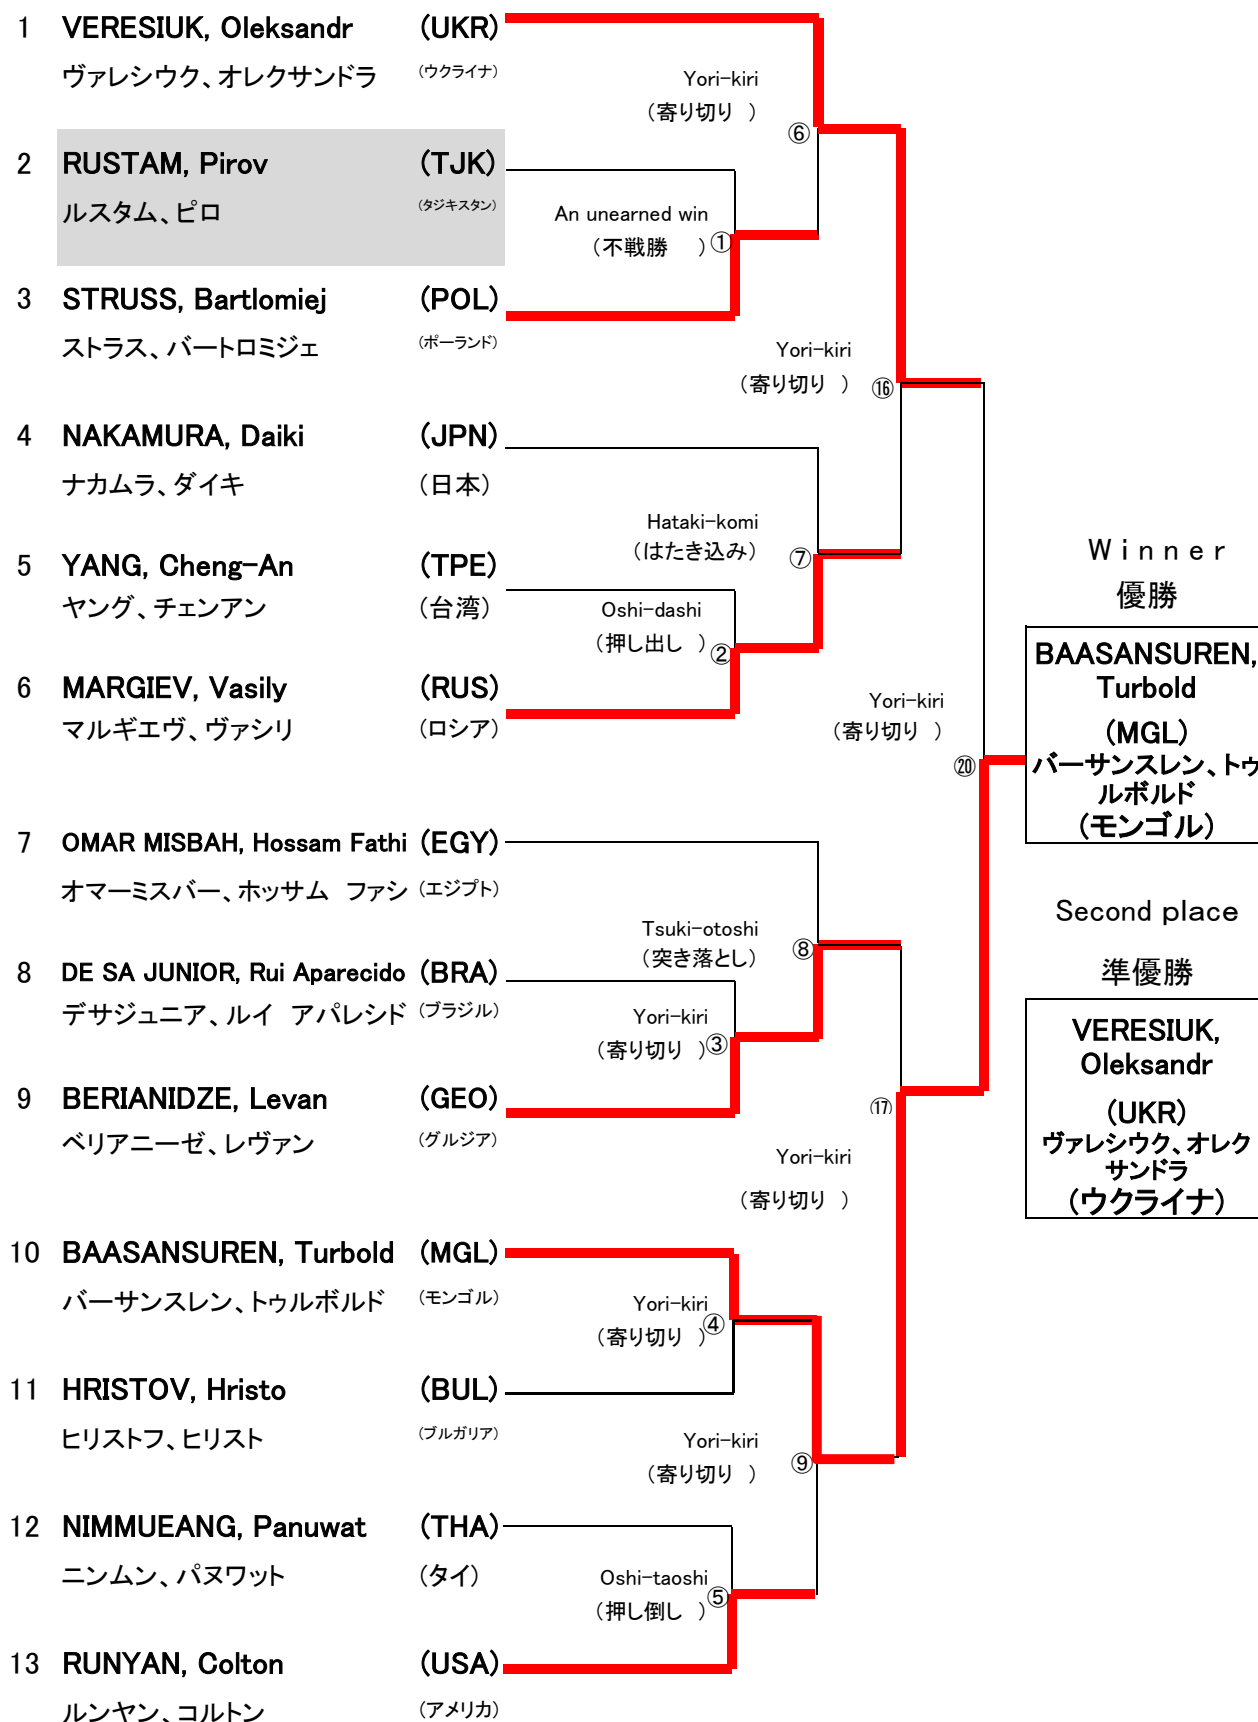 1 VERESIUK, Oleksandr (UKR)
ヴァレシウク、オレクサンドラ (ウクライナ)
Yori-kiri
（寄り切り ）
⑥
2 RUSTAM, Pirov (TJK)
ルスタム、ピロ (タジキスタン)
An unearned win
（不戦勝 ）①
3 STRUSS, Bartlomiej (POL)
ストラス、バートロミジェ (ポーランド)
Yori-kiri
（寄り切り ） ⑯
4 NAKAMURA, Daiki (JPN)
ナカムラ、ダイキ (日本)
Hataki-komi
（はたき込み） ⑦
5 YANG, Cheng-An (TPE)
ヤング、チェンアン (台湾)
Oshi-dashi
（押し出し ）②
6 MARGIEV, Vasily (RUS)
マルギエヴ、ヴァシリ (ロシア)
Yori-kiri
（寄り切り ）
⑳
Winner
優勝
BAASANSUREN,
Turbold
(MGL)
バーサンスレン、トゥ
ルボルド
(モンゴル)
7 OMAR MISBAH, Hossam Fathi (EGY)
オマーミスバー、ホッサム ファシ (エジプト)
Tsuki-otoshi
（突き落とし） ⑧
8 DE SA JUNIOR, Rui Aparecido (BRA)
デサジュニア、ルイ アパレシド (ブラジル)
Yori-kiri
（寄り切り ）③
9 BERIANIDZE, Levan (GEO)
ベリアニーゼ、レヴァン (グルジア)
⑰
Yori-kiri
（寄り切り ）
Second place
準優勝
VERESIUK,
Oleksandr
(UKR)
ヴァレシウク、オレク
サンドラ
(ウクライナ)
10 BAASANSUREN, Turbold (MGL)
バーサンスレン、トゥルボルド (モンゴル)
Yori-kiri
（寄り切り ）④
11 HRISTOV, Hristo (BUL)
ヒリストフ、ヒリスト (ブルガリア)
Yori-kiri
（寄り切り ） ⑨
12 NIMMUEANG, Panuwat (THA)
ニンムン、パヌワット (タイ)
Oshi-taoshi
（押し倒し ）⑤
13 RUNYAN, Colton (USA)
ルンヤン、コルトン (アメリカ)